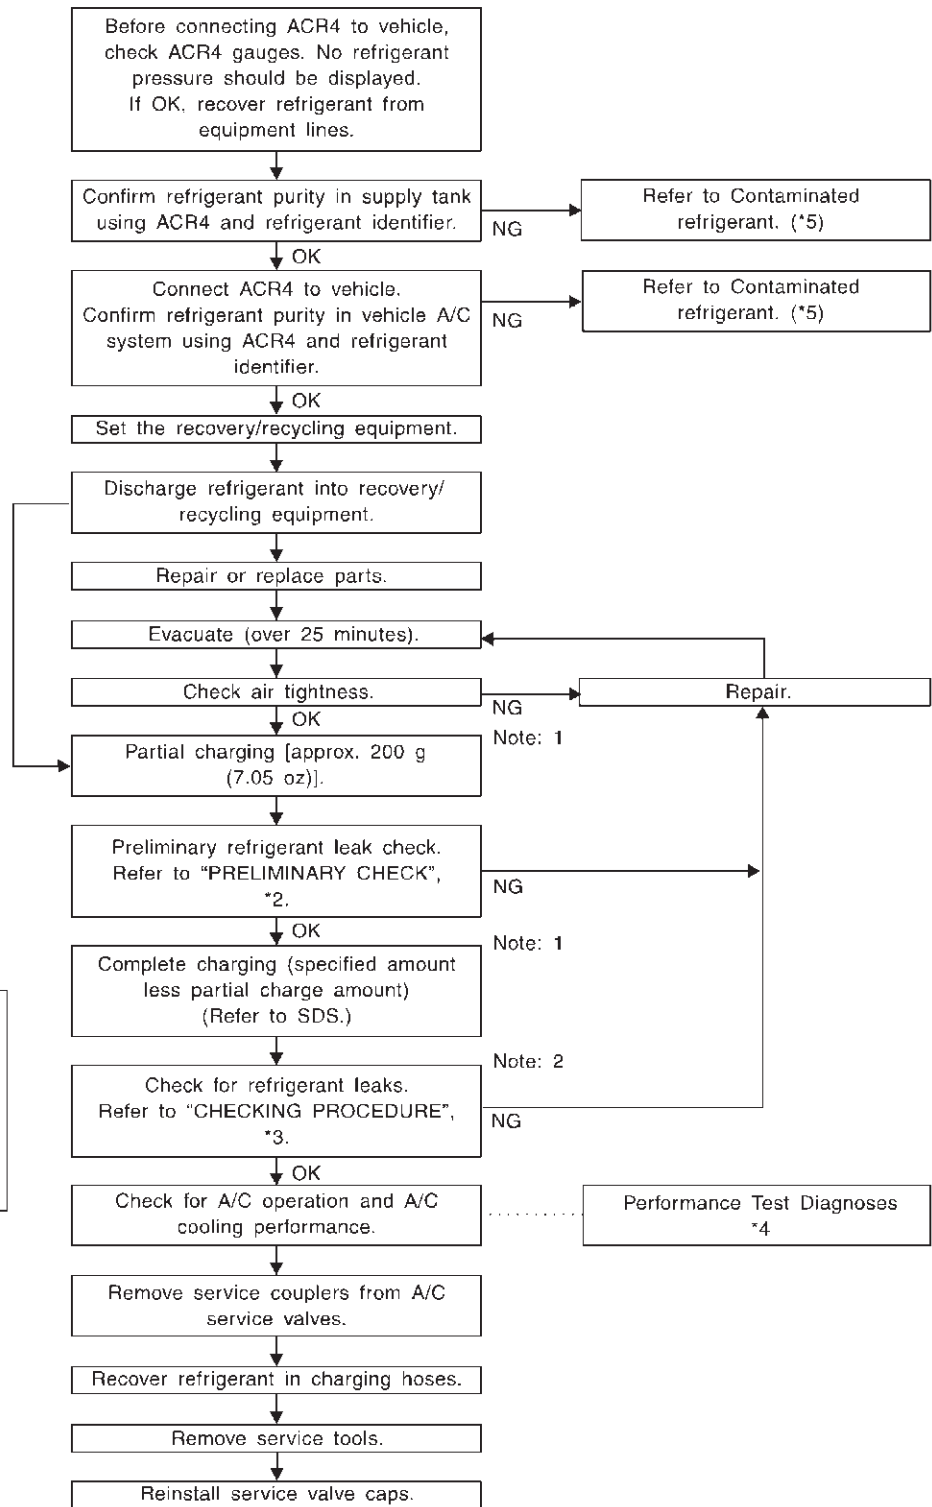 Before connecting ACR4 to vehicle,
check ACR4 gauges. No refrigerant
pressure should be displayed.
If OK, recover refrigerant from
equipment lines.
Confirm refrigerant purity in supply tank
using ACR4 and refrigerant identifier.
NG
Refer to Contaminated
refrigerant. (*5)
OK
Connect ACR4 to vehicle.
Confirm refrigerant purity in vehicle A/C
system using ACR4 and refrigerant
identifier.
NG
Refer to Contaminated
refrigerant. (*5)
OK
Set the recovery/recycling equipment.
Discharge refrigerant into recovery/
recycling equipment.
Repair or replace parts.
Evacuate (over 25 minutes).
Check air tightness.
NG
Repair.
OK
Note: 1
Partial charging [approx. 200 g
(7.05 oz)].
Preliminary refrigerant leak check.
Refer to “PRELIMINARY CHECK”,
*2.
NG
OK
Note: 1
Complete charging (specified amount
less partial charge amount)
(Refer to SDS.)
Note: 2
Check for refrigerant leaks.
Refer to “CHECKING PROCEDURE”,
*3.
NG
OK
Check for A/C operation and A/C
cooling performance.
Performance Test Diagnoses
*4
Remove service couplers from A/C
service valves.
Recover refrigerant in charging hoses.
Remove service tools.
Reinstall service valve caps.